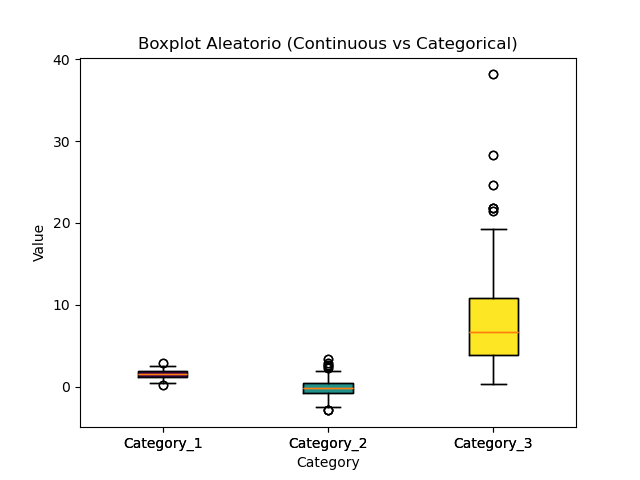 Boxplot Aleatorio (Continuous vs Categorical)
40
30
20
10
0
Value
Category_1 Category_2 Category_3
Category